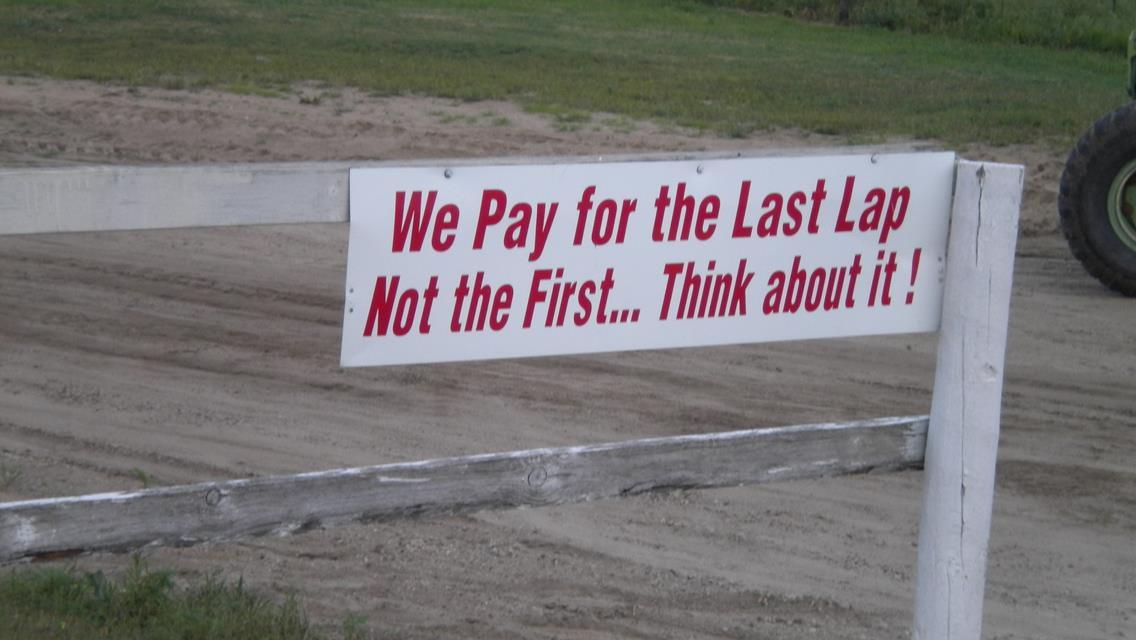 We Pay for the Last Lap
Not the First... Think about it !